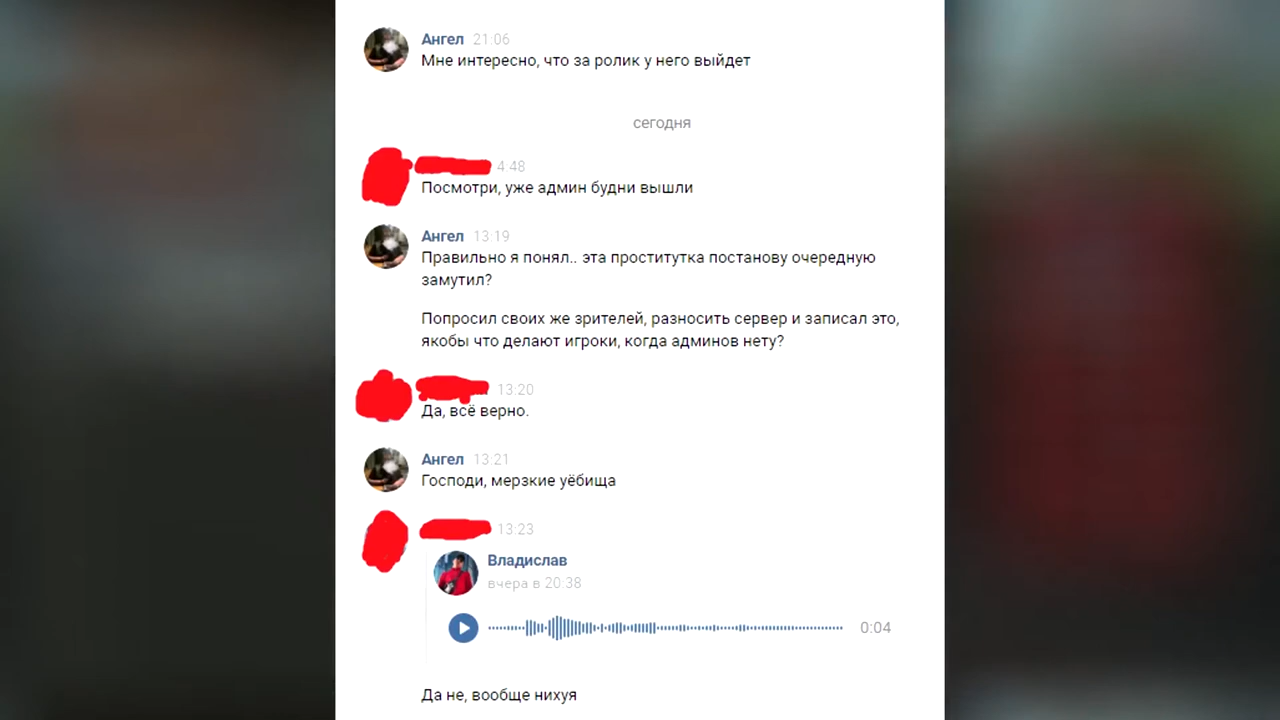 Ангел 21:06
Мне интересно, что за ролик у него выйдет
сегодня
4:48
Посмотри, уже админ будни вышли
Ангел 13:19
Правильно я понял.. эта проститутка постанову очередную
замутил?
Попросил своих же зрителей, разносить сервер и записал это,
якобы что делают игроки, когда админов нету?
13:20
Да, всё верно.
Ангел 13:21
Господи, мерзкие уёбища
13:23
Владислав
вчера в 20:38
0:04
Да не, вообще нихуя